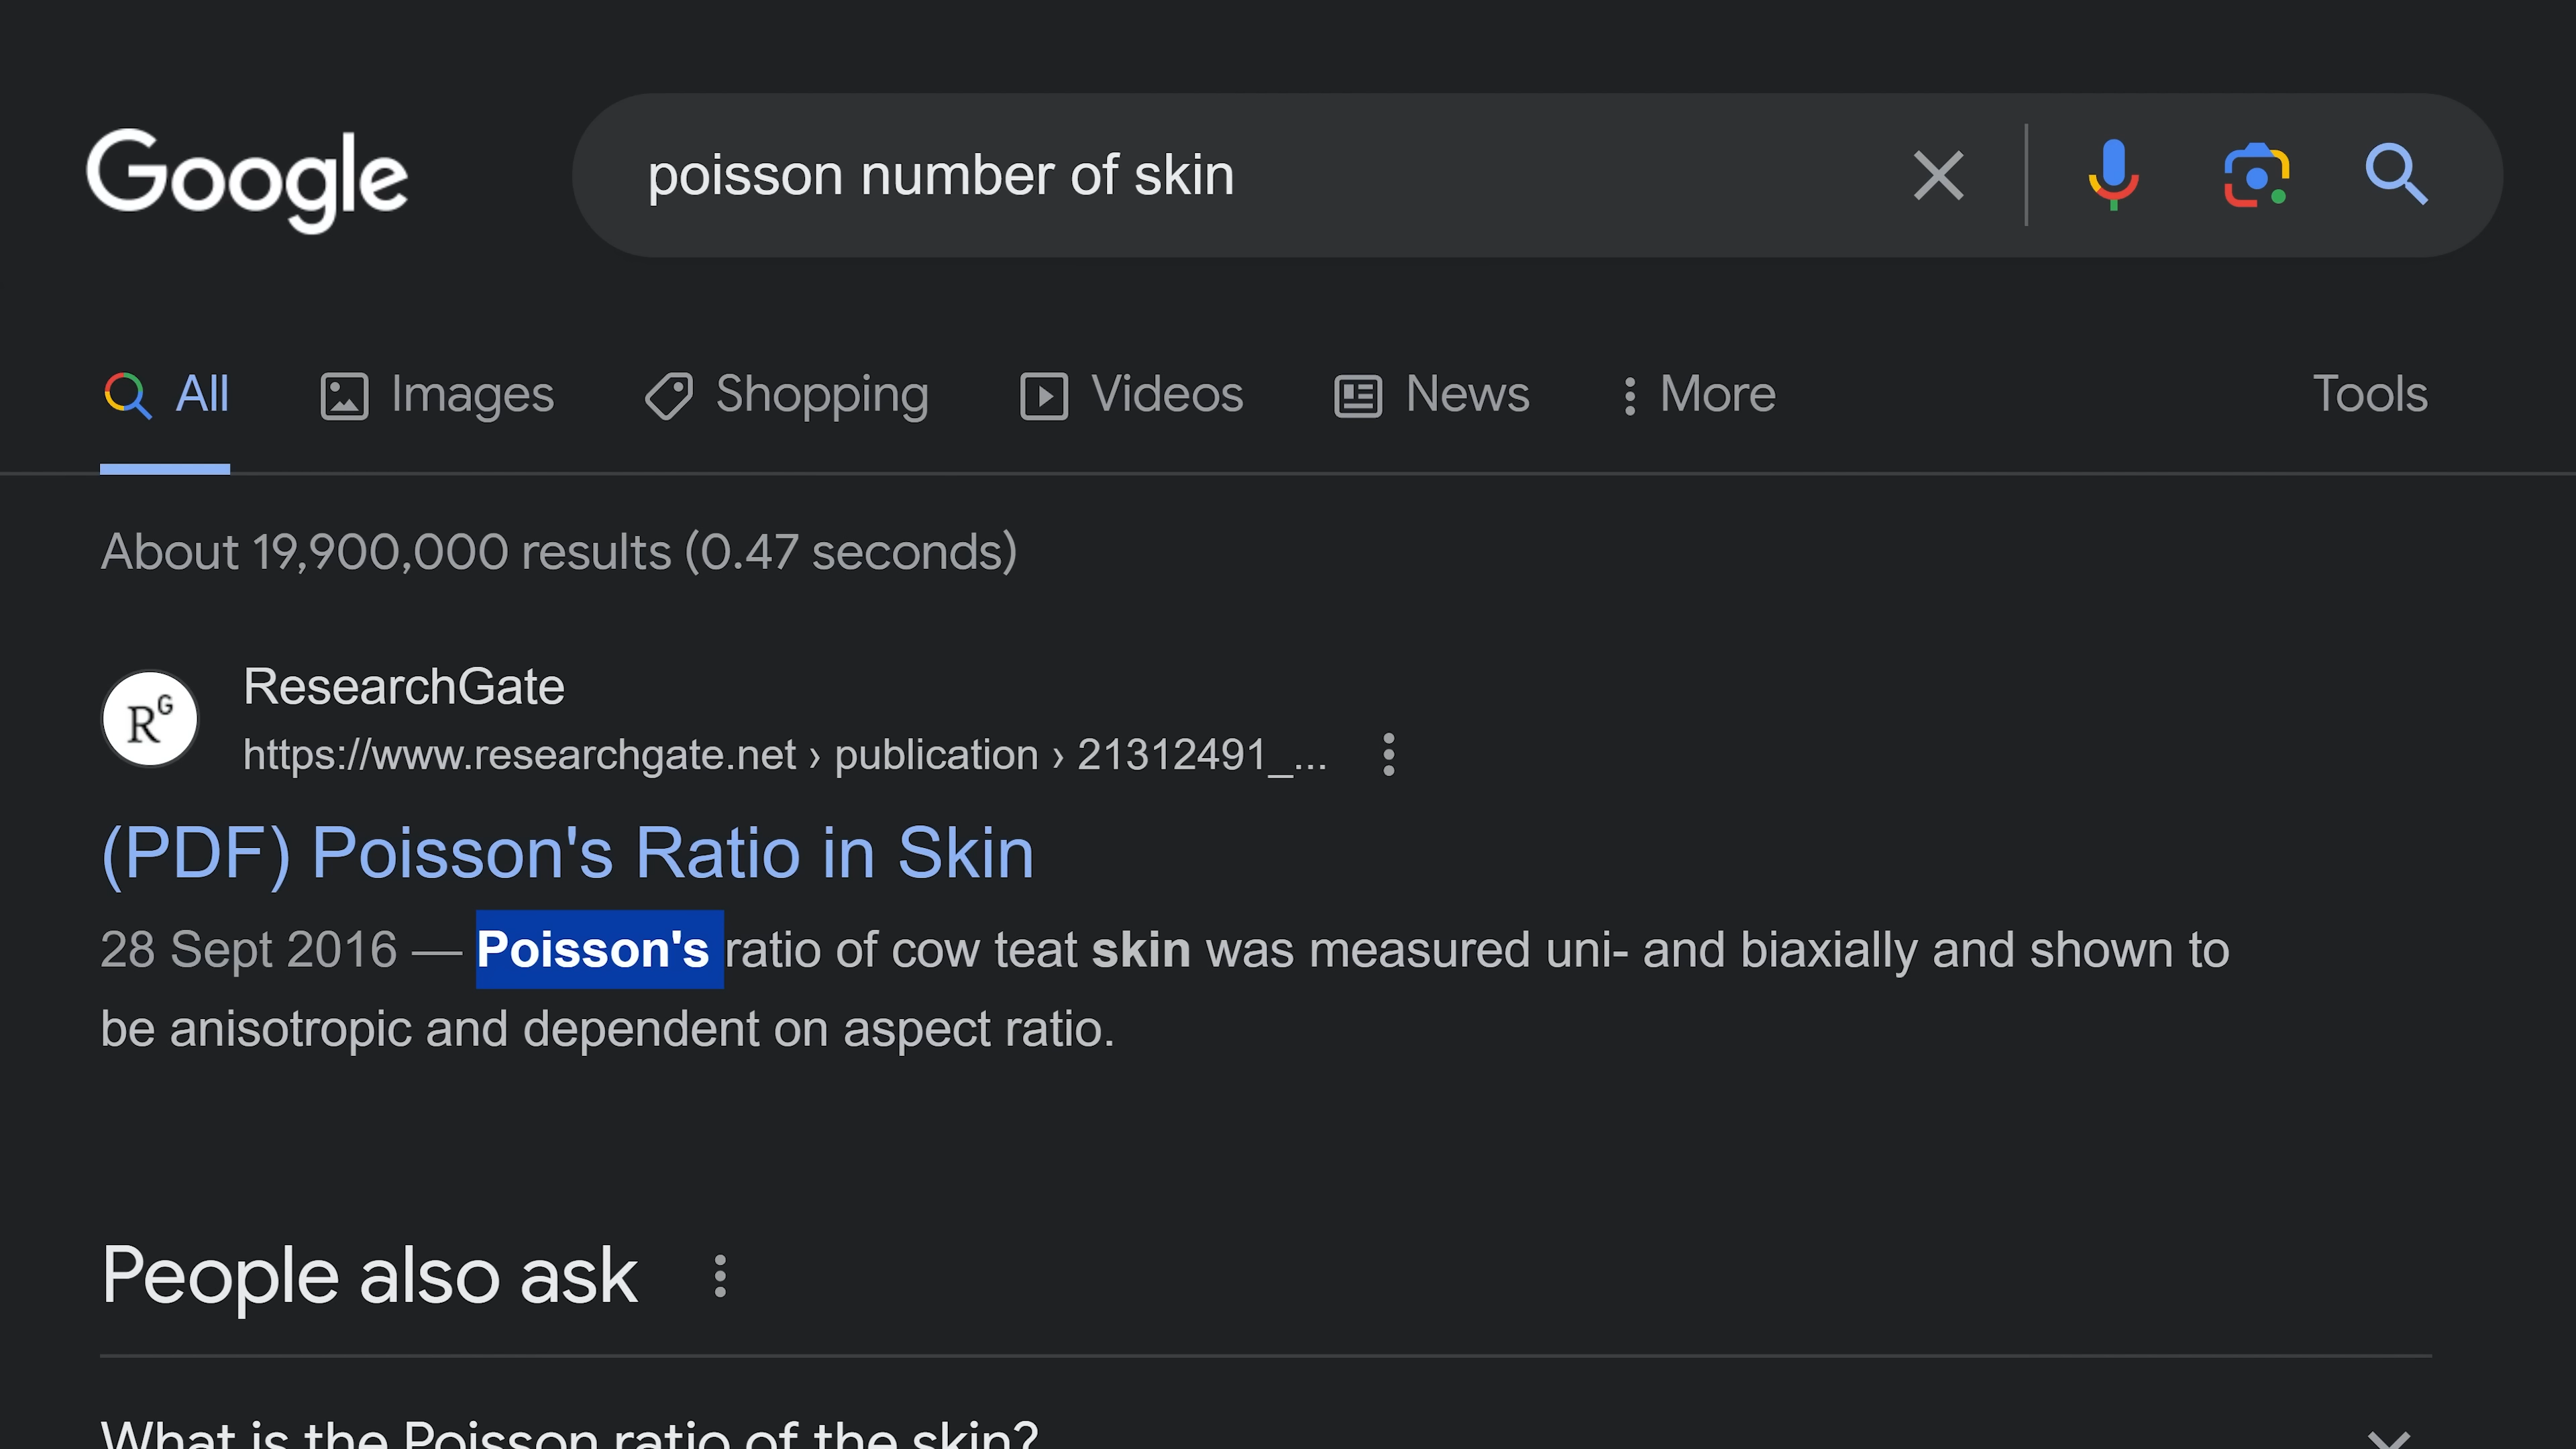 Google
poisson number of skin
All Images Shopping Videos News More Tools
About 19,900,000 results (0.47 seconds)
RG
ResearchGate
https://www.researchgate.net › publication › 21312491_...
(PDF) Poisson's Ratio in Skin
28 Sept 2016 — Poisson's ratio of cow teat skin was measured uni- and biaxially and shown to
be anisotropic and dependent on aspect ratio.
People also ask
What is the Poisson ratio of the skin?